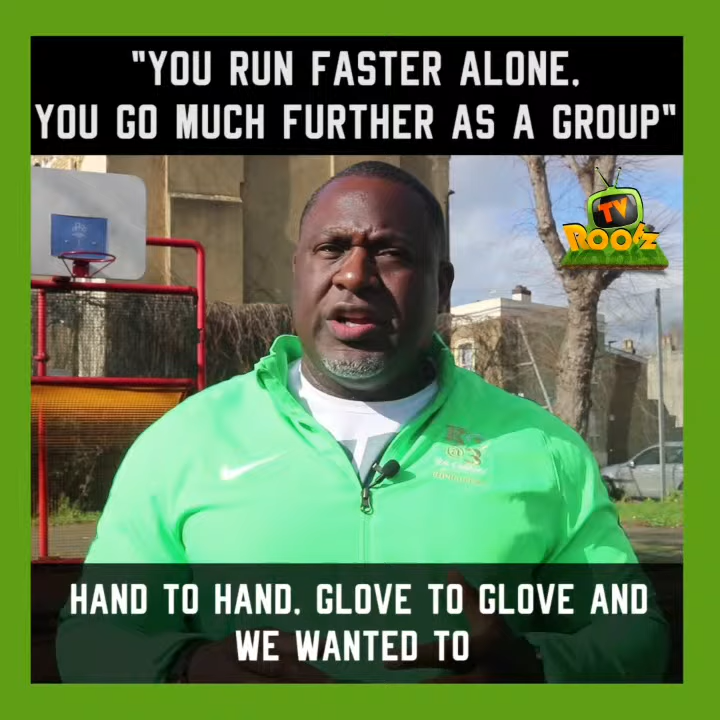 "YOU RUN FASTER ALONE.
YOU GO MUCH FURTHER AS A GROUP"
TV
ROOTZ
HAND TO HAND. GLOVE TO GLOVE AND
WE WANTED TO